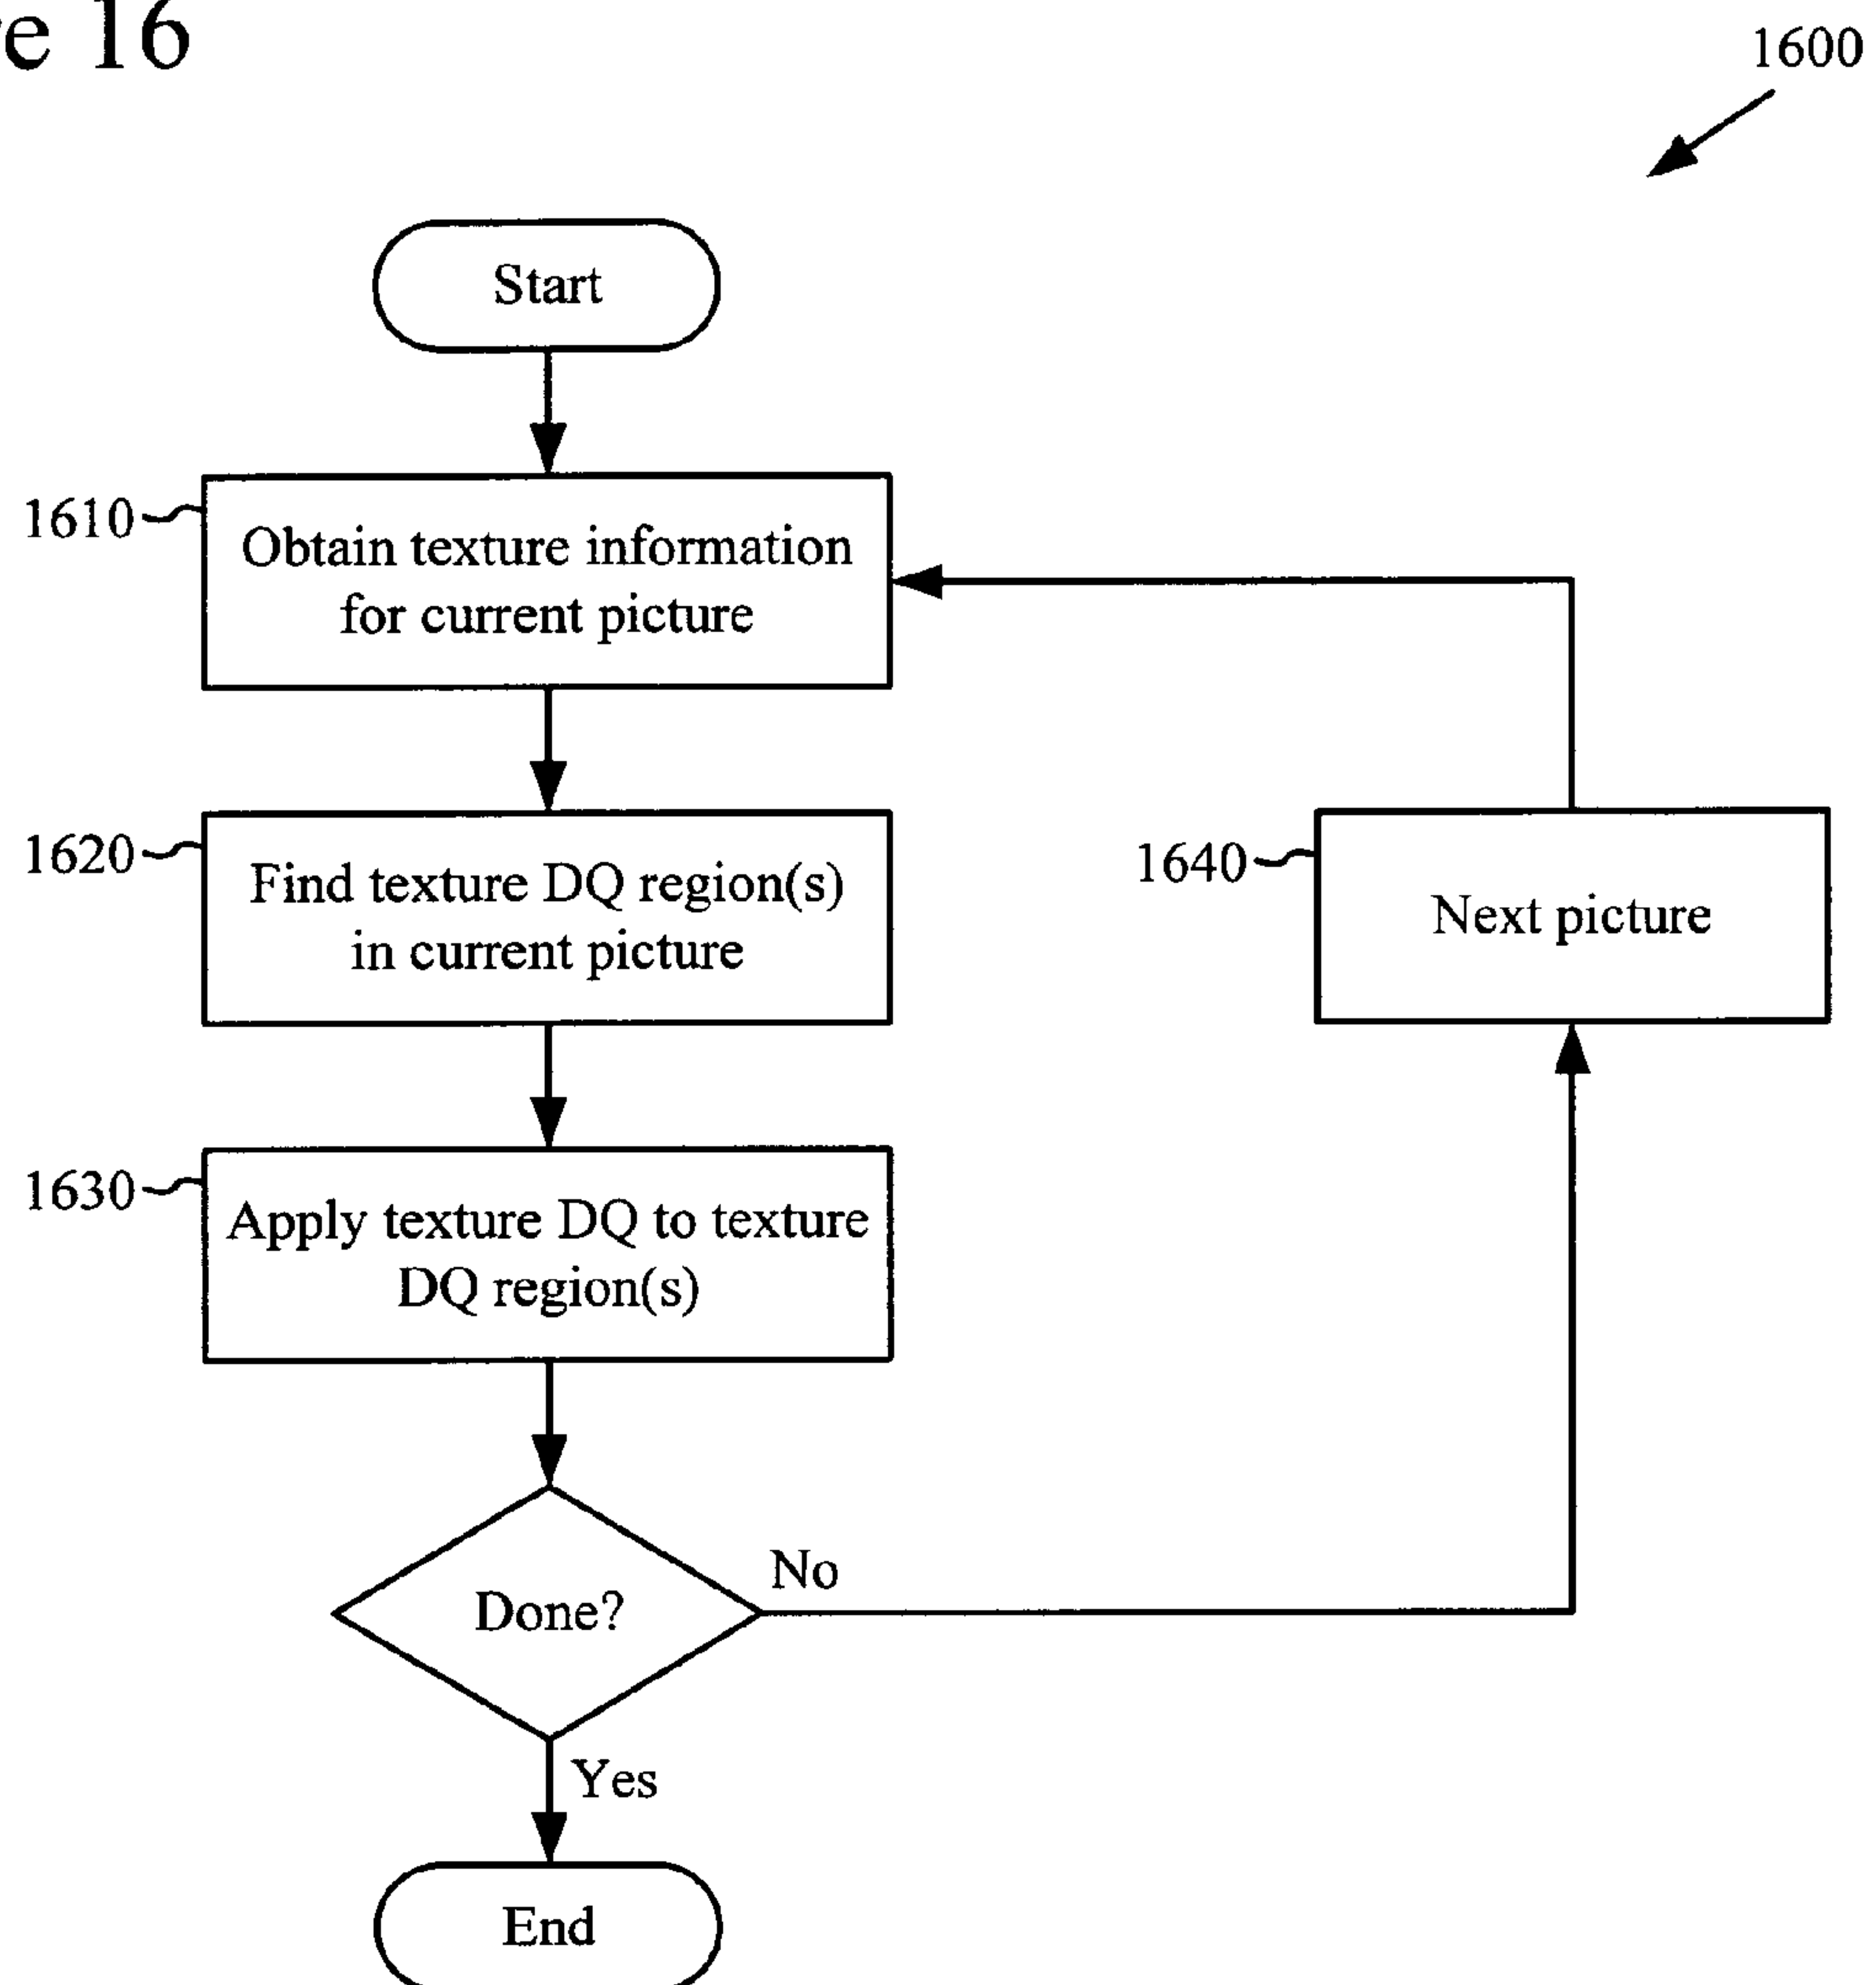 e 16
1600
Start
1610
Obtain texture information
for current picture
1620
Find texture DQ region(s)
in current picture
1640
Next picture
1630
Apply texture DQ to texture
DQ region(s)
Done?
No
Yes
End